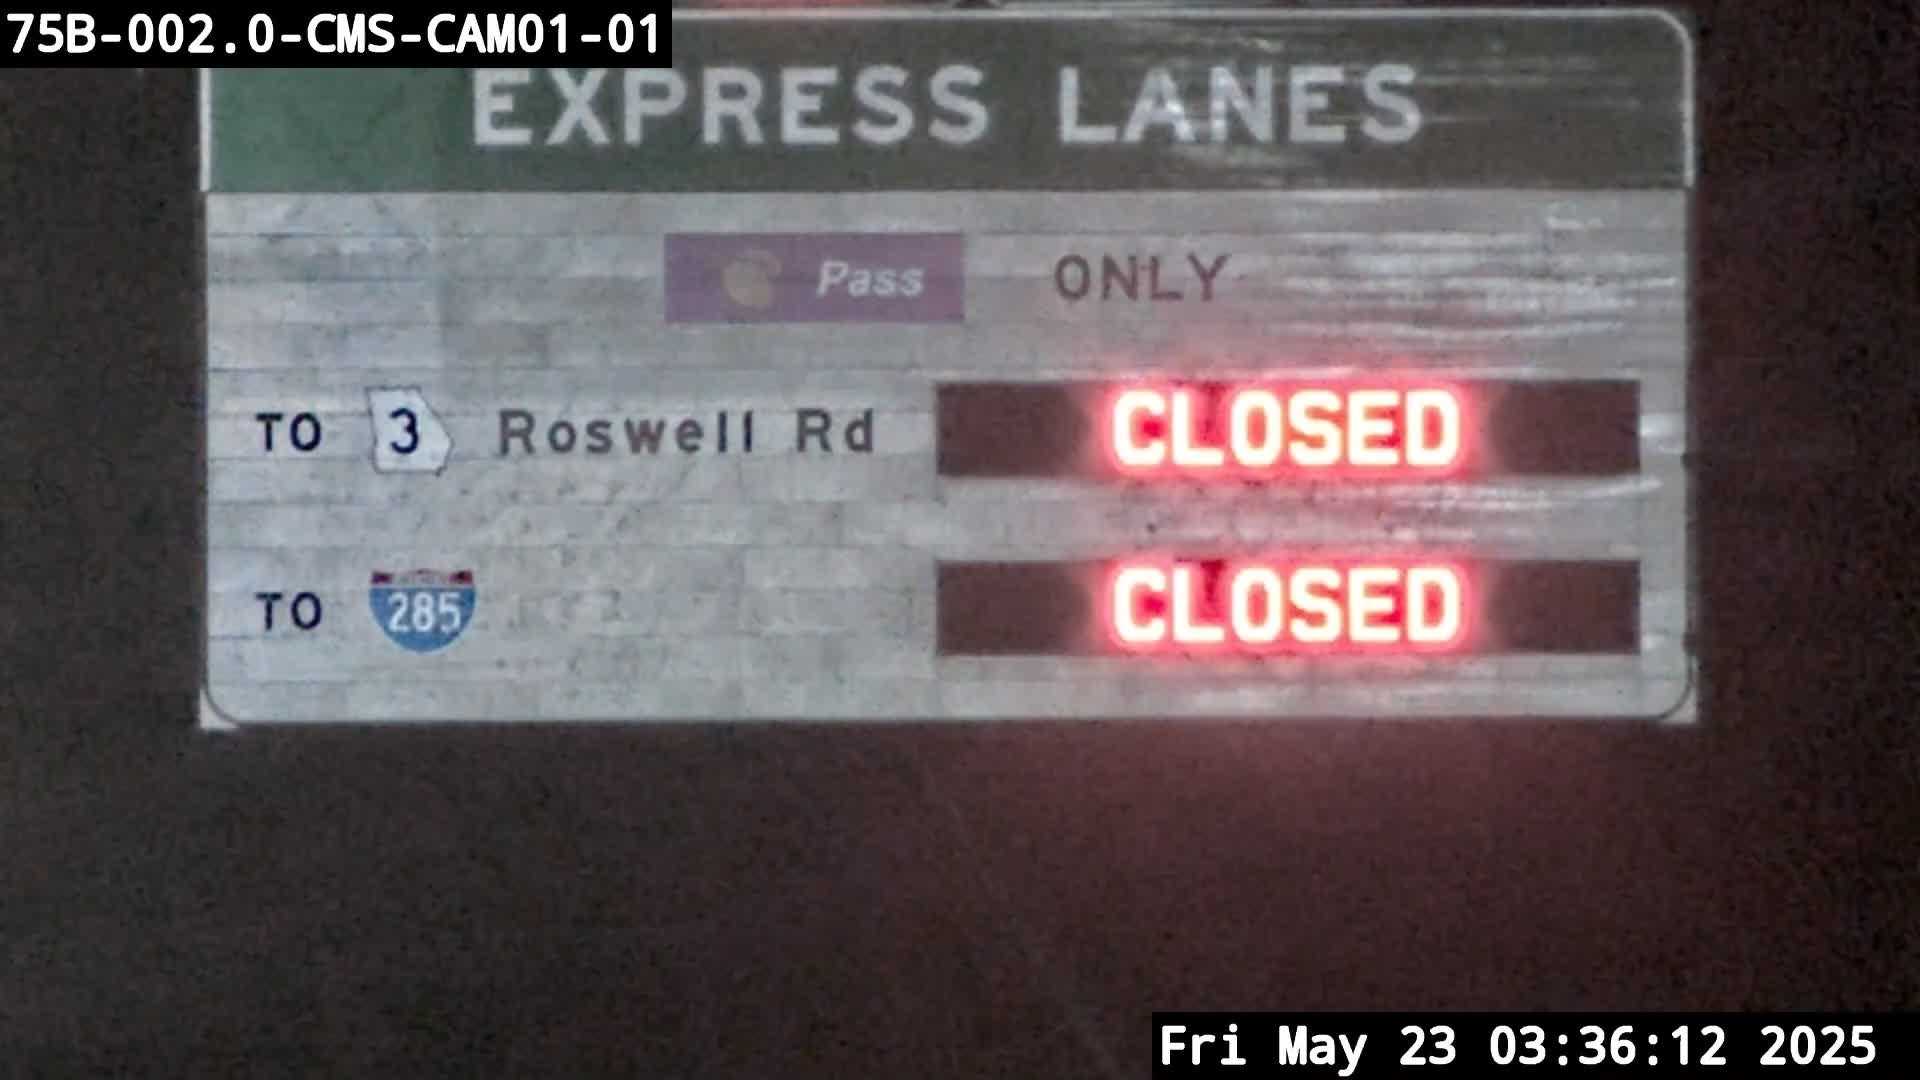 75B-002.0-CMS-CAM01-01
EXPRESS LANES
Pass ONLY
TO 3 Roswell Rd CLOSED
TO 285 CLOSED
Fri May 23 03:36:12 2025